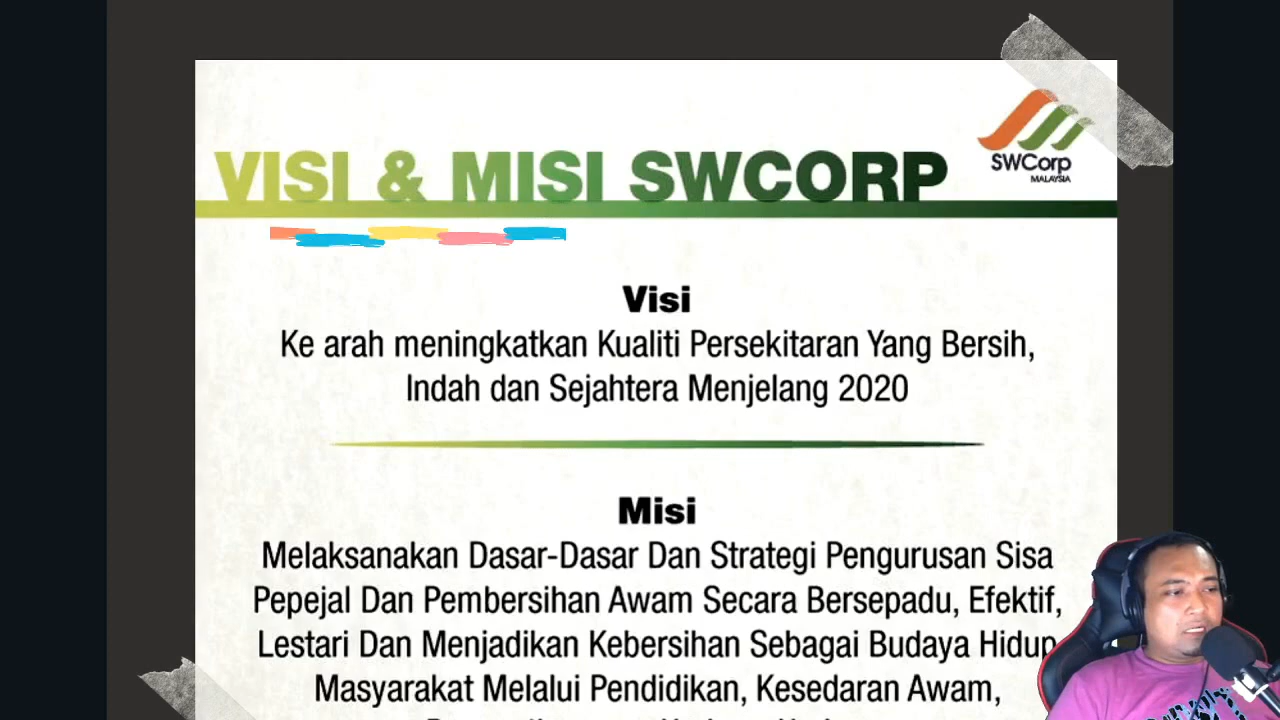 VISI & MISI SWCORP
SWCorp
MALAYSIA
Visi
Ke arah meningkatkan Kualiti Persekitaran Yang Bersih,
Indah dan Sejahtera Menjelang 2020
Misi
Melaksanakan Dasar-Dasar Dan Strategi Pengurusan Sisa
Pepejal Dan Pembersihan Awam Secara Bersepadu, Efektif,
Lestari Dan Menjadikan Kebersihan Sebagai Budaya Hidup
Masyarakat Melalui Pendidikan, Kesedaran Awam,